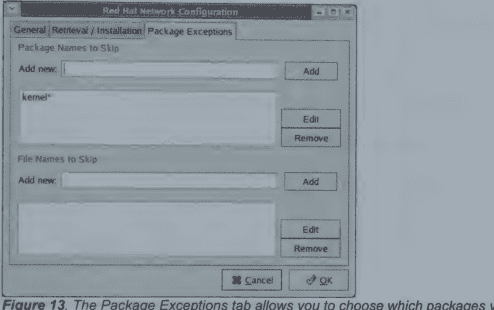 Red Hat Network Configuration
General Retrieval / Installation Package Exceptions
Package Names to Skip
Add new: Add
kernel*
Edit
Remove
File Names to Skip
Add new: Add
Edit
Remove
Cancel OK
Figure 13. The Package Exceptions tab allows you to choose which packages